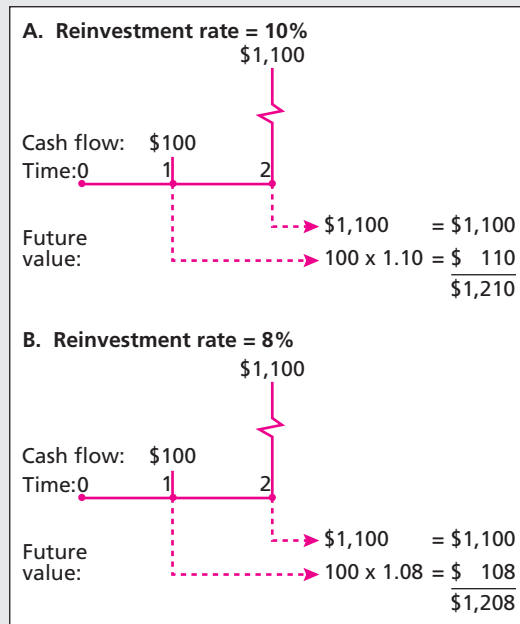 A. Reinvestment rate = 10%
$1,100
Cash flow: $100
Time:0 1 2
$1,100 = $1,100
Future
value:
100 x 1.10 = $ 110
$1,210
B. Reinvestment rate = 8%
$1,100
Cash flow: $100
Time:0 1 2
$1,100 = $1,100
Future
value:
100 x 1.08 = $ 108
$1,208